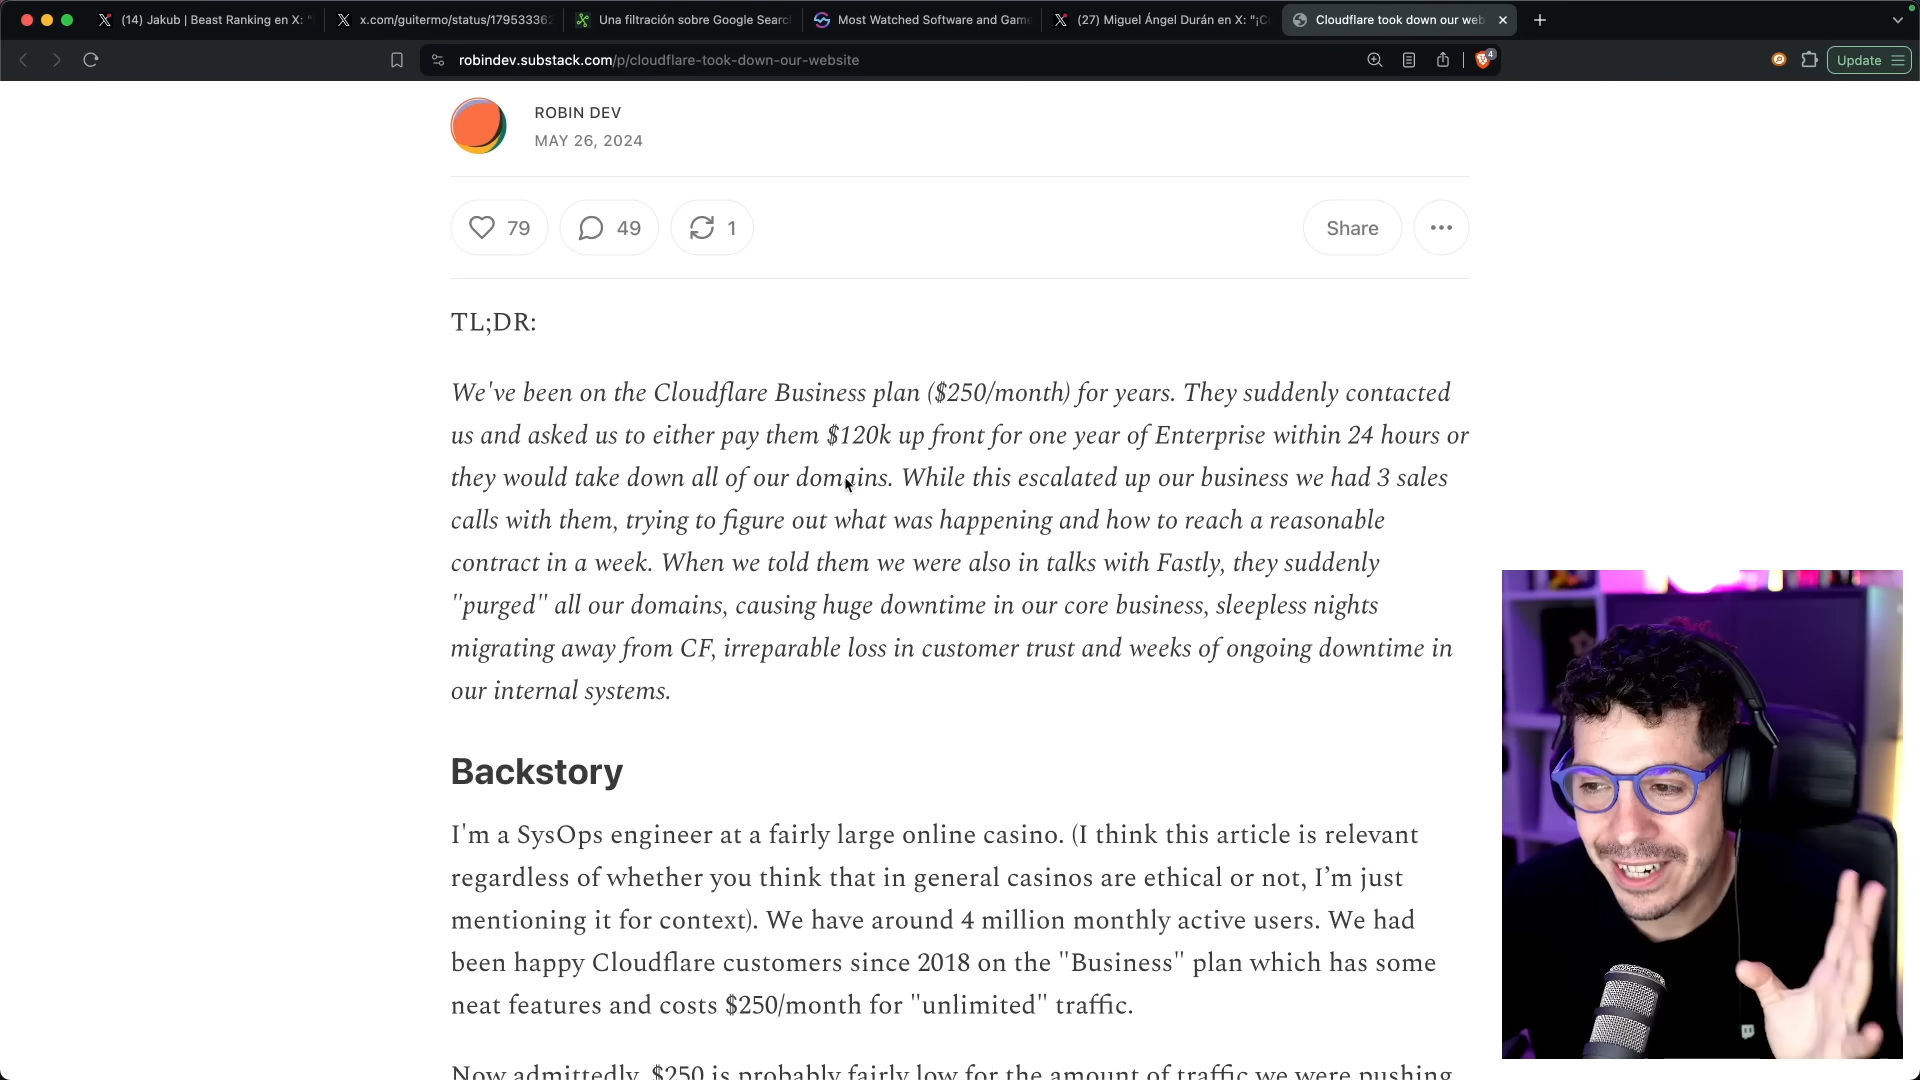 (14) Jakub | Beast Ranking en X: "
x.com/guitermo/status/179533362
Una filtración sobre Google Searc
Most Watched Software and Game
(27) Miguel Ángel Durán en X: "¡C
Cloudflare took down our web
robindev.substack.com/p/cloudflare-took-down-our-website
4
Update
ROBIN DEV
MAY 26, 2024
79
49
1
Share
TL;DR:
We've been on the Cloudflare Business plan ($250/month) for years. They suddenly contacted
us and asked us to either pay them $120k up front for one year of Enterprise within 24 hours or
they would take down all of our domains. While this escalated up our business we had 3 sales
calls with them, trying to figure out what was happening and how to reach a reasonable
contract in a week. When we told them we were also in talks with Fastly, they suddenly
"purged" all our domains, causing huge downtime in our core business, sleepless nights
migrating away from CF, irreparable loss in customer trust and weeks of ongoing downtime in
our internal systems.
Backstory
I'm a SysOps engineer at a fairly large online casino. (I think this article is relevant
regardless of whether you think that in general casinos are ethical or not, I’m just
mentioning it for context). We have around 4 million monthly active users. We had
been happy Cloudflare customers since 2018 on the "Business" plan which has some
neat features and costs $250/month for "unlimited" traffic.
Now admittedly, $250 is probably fairly low for the amount of traffic we were pushing